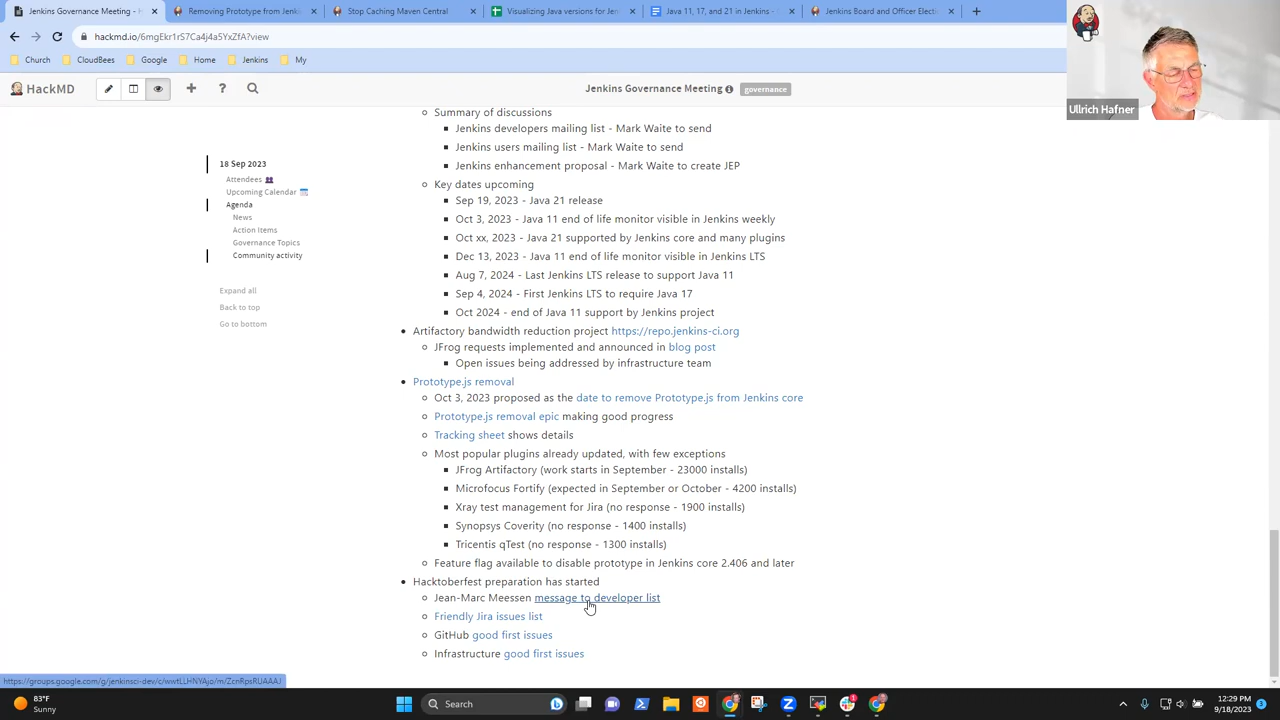 Jenkins Governance Meeting -
Removing Prototype.js from Jenk
Stop Caching Maven Central
Visualizing Java versions for Jen
Java 11, 17, and 21 in Jenkins -
Jenkins Board and Officer Electi
hackmd.io/6mgEkr1rS7Ca4j4a5YxZfA?view
Church
CloudBees
Google
Home
Jenkins
My
HackMD
Jenkins Governance Meeting
governance
Ullrich Hafner
18 Sep 2023
Attendees
Upcoming Calendar
Agenda
News
Action Items
Governance Topics
Community activity
Expand all
Back to top
Go to bottom
Summary of discussions
Jenkins developers mailing list - Mark Waite to send
Jenkins users mailing list - Mark Waite to send
Jenkins enhancement proposal - Mark Waite to create JEP
Key dates upcoming
Sep 19, 2023 - Java 21 release
Oct 3, 2023 - Java 11 end of life monitor visible in Jenkins weekly
Oct xx, 2023 - Java 21 supported by Jenkins core and many plugins
Dec 13, 2023 - Java 11 end of life monitor visible in Jenkins LTS
Aug 7, 2024 - Last Jenkins LTS release to support Java 11
Sep 4, 2024 - First Jenkins LTS to require Java 17
Oct 2024 - end of Java 11 support by Jenkins project
Artifactory bandwidth reduction project https://repo.jenkins-ci.org
JFrog requests implemented and announced in blog post
Open issues being addressed by infrastructure team
Prototype.js removal
Oct 3, 2023 proposed as the date to remove Prototype.js from Jenkins core
Prototype.js removal epic making good progress
Tracking sheet shows details
Most popular plugins already updated, with few exceptions
JFrog Artifactory (work starts in September - 23000 installs)
Microfocus Fortify (expected in September or October - 4200 installs)
Xray test management for Jira (no response - 1900 installs)
Synopsys Coverity (no response - 1400 installs)
Tricentis qTest (no response - 1300 installs)
Feature flag available to disable prototype in Jenkins core 2.406 and later
Hacktoberfest preparation has started
Jean-Marc Meessen message to developer list
Friendly Jira issues list
GitHub good first issues
Infrastructure good first issues
https://groups.google.com/g/jenkinsci-dev/c/wwtLLHNYAjo/m/ZcnRpsRUAAAJ
83°F
Sunny
Search
12:29 PM
9/18/2023